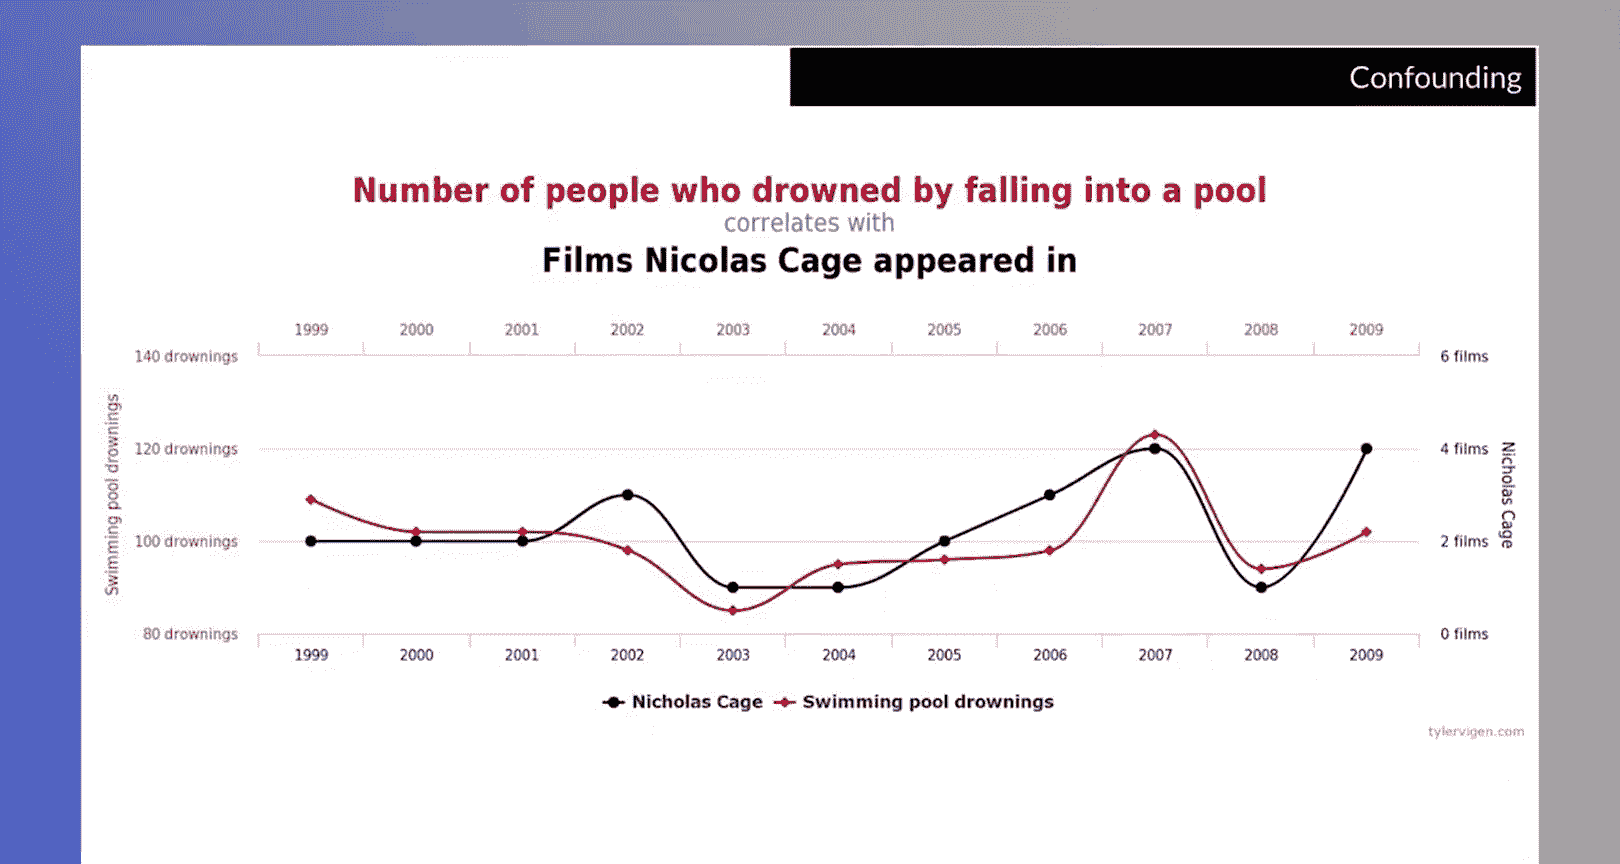 Confounding
Number of people who drowned by falling into a pool
correlates with
Films Nicolas Cage appeared in
1999 2000 2001 2002 2003 2004 2005 2006 2007 2008 2009
140 drownings 6 films
120 drownings 4 films
100 drownings 2 films
80 drownings 0 films
Swimming pool drownings
Nicholas Cage
1999 2000 2001 2002 2003 2004 2005 2006 2007 2008 2009
Nicholas Cage Swimming pool drownings
tylervigen.com